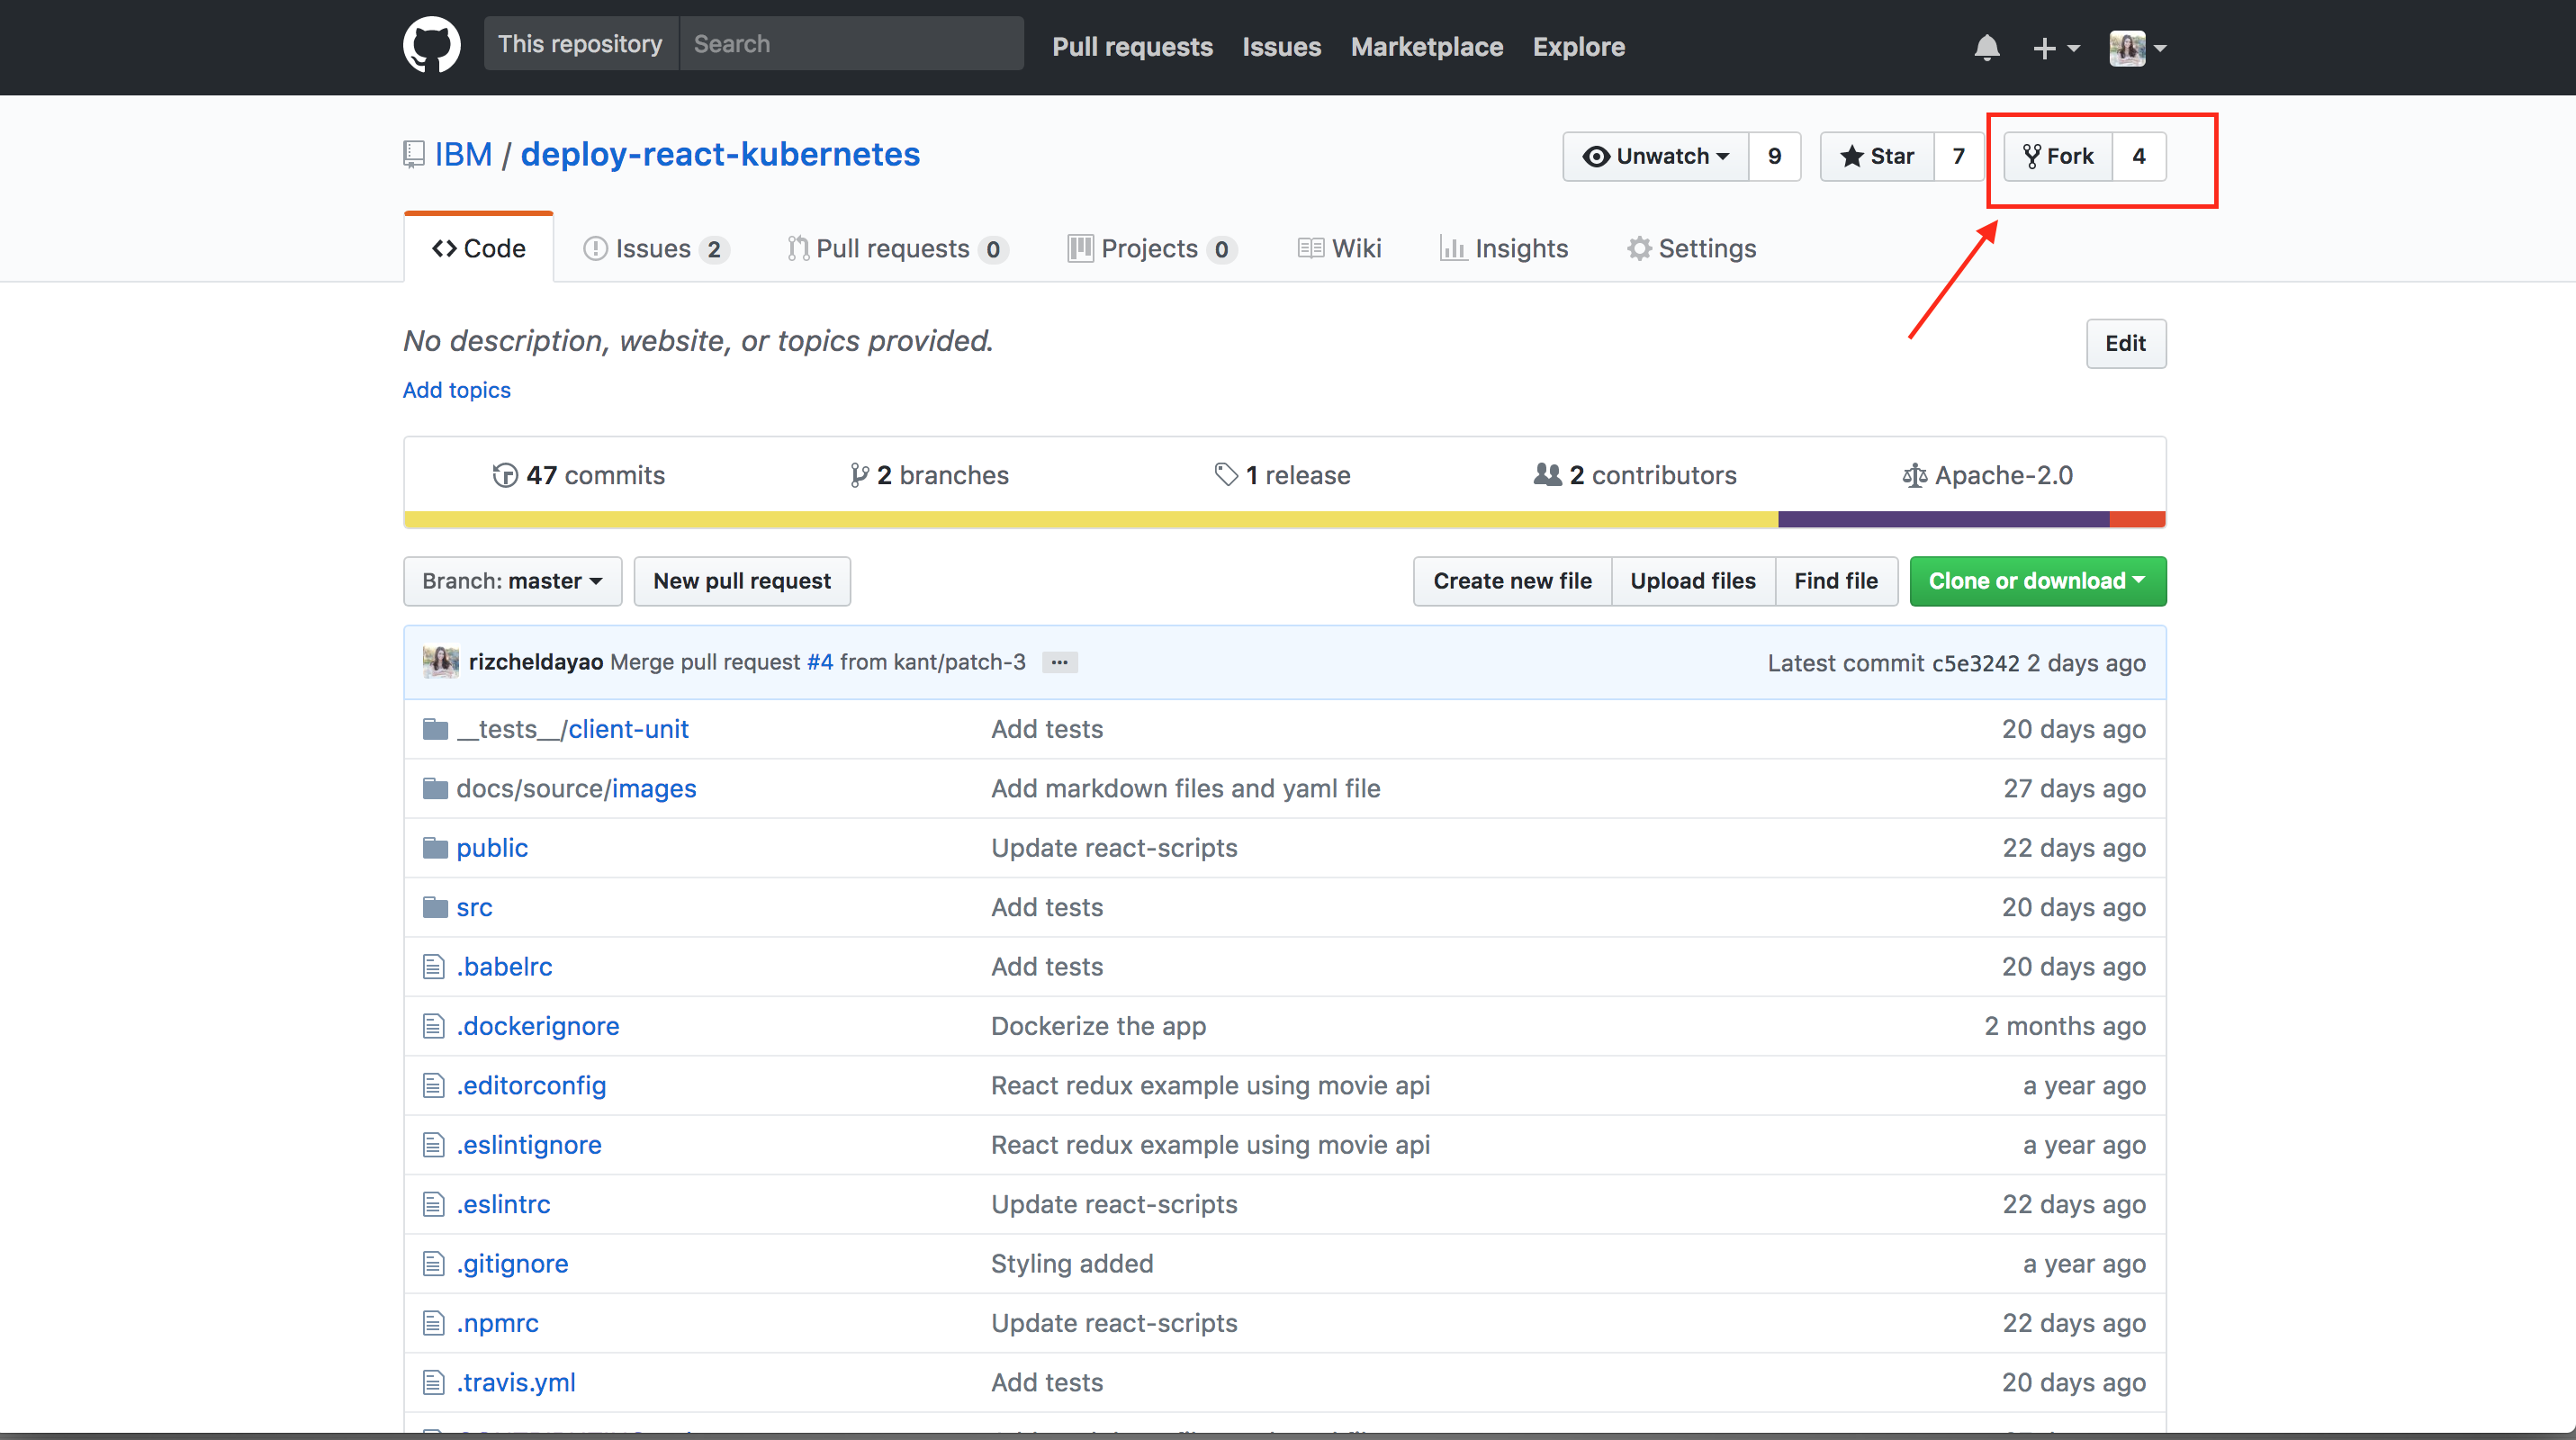 This repository Search Pull requests Issues Marketplace Explore
IBM / deploy-react-kubernetes Unwatch 9 Star 7 Fork 4
Code Issues 2 Pull requests 0 Projects 0 Wiki Insights Settings
No description, website, or topics provided. Edit
Add topics
47 commits 2 branches 1 release 2 contributors Apache-2.0
Branch: master New pull request Create new file Upload files Find file Clone or download
rizcheldayao Merge pull request #4 from kant/patch-3 ... Latest commit c5e3242 2 days ago
__tests__/client-unit Add tests 20 days ago
docs/source/images Add markdown files and yaml file 27 days ago
public Update react-scripts 22 days ago
src Add tests 20 days ago
.babelrc Add tests 20 days ago
.dockerignore Dockerize the app 2 months ago
.editorconfig React redux example using movie api a year ago
.eslintignore React redux example using movie api a year ago
.eslintrc Update react-scripts 22 days ago
.gitignore Styling added a year ago
.npmrc Update react-scripts 22 days ago
.travis.yml Add tests 20 days ago